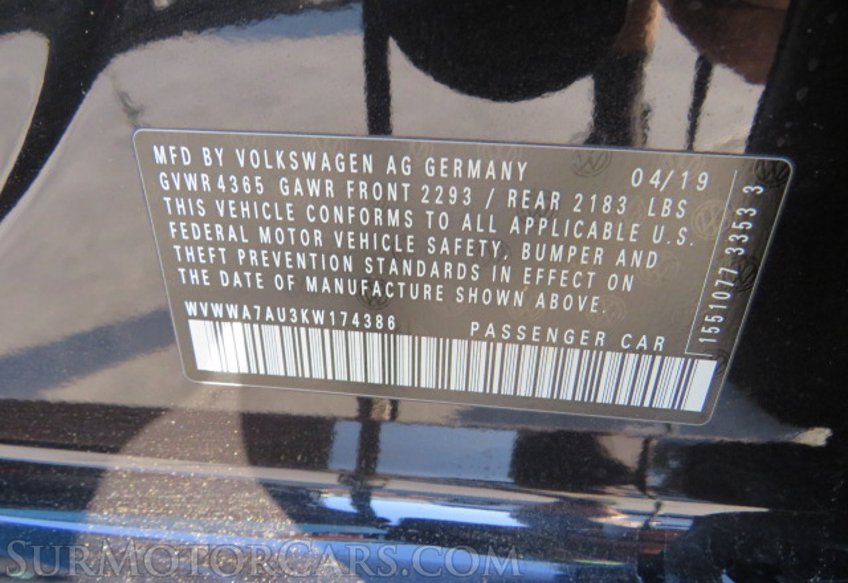 MFD BY VOLKSWAGEN AG GERMANY 04/19
GVWR 4365 GAWR FRONT 2293 / REAR 2183 LBS
THIS VEHICLE CONFORMS TO ALL APPLICABLE U.S.
FEDERAL MOTOR VEHICLE SAFETY, BUMPER AND
THEFT PREVENTION STANDARDS IN EFFECT ON
THE DATE OF MANUFACTURE SHOWN ABOVE.
WVWWA7AU3KW174386 PASSENGER CAR
1551077 3353 3
SurMotorCars.com